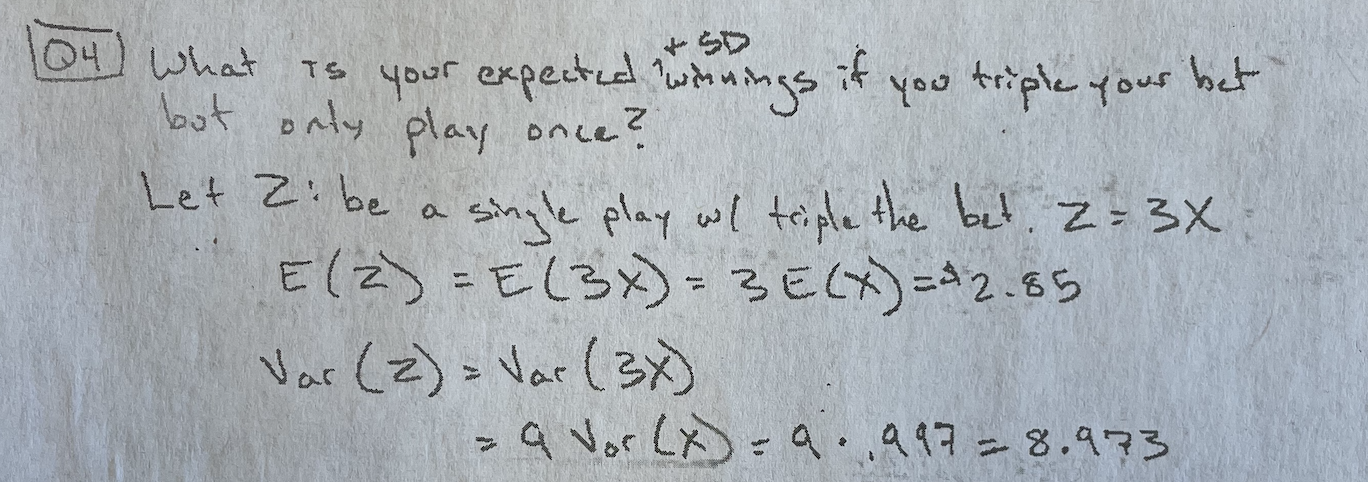 Q4 What is your expected + SD winnings if you triple your bet
but only play once?
Let Z: be a single play w/ triple the bet. Z = 3X
E(Z) = E(3X) = 3E(X) = $2.85
Var(Z) = Var(3X)
= 9 Var(X) = 9 · .997 = 8.973